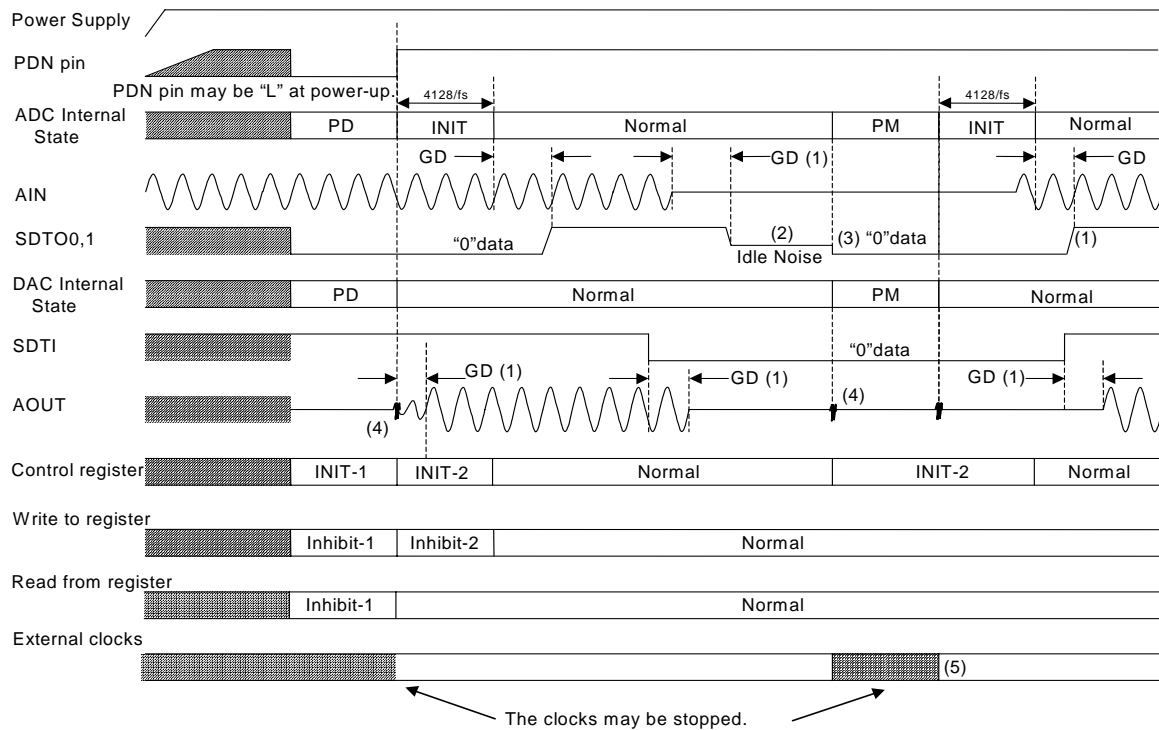 Power Supply
PDN pin
PDN pin may be “L” at power-up.
4128/fs
4128/fs
ADC Internal
State
PD
INIT
Normal
PM
INIT
Normal
GD
GD (1)
GD
AIN
SDTO0,1
“0”data
(2)
Idle Noise
(3) “0”data
(1)
DAC Internal
State
PD
Normal
PM
Normal
SDTI
“0”data
GD (1)
GD (1)
GD (1)
AOUT
(4)
(4)
Control register
INIT-1
INIT-2
Normal
INIT-2
Normal
Write to register
Inhibit-1
Inhibit-2
Normal
Read from register
Inhibit-1
Normal
External clocks
(5)
The clocks may be stopped.